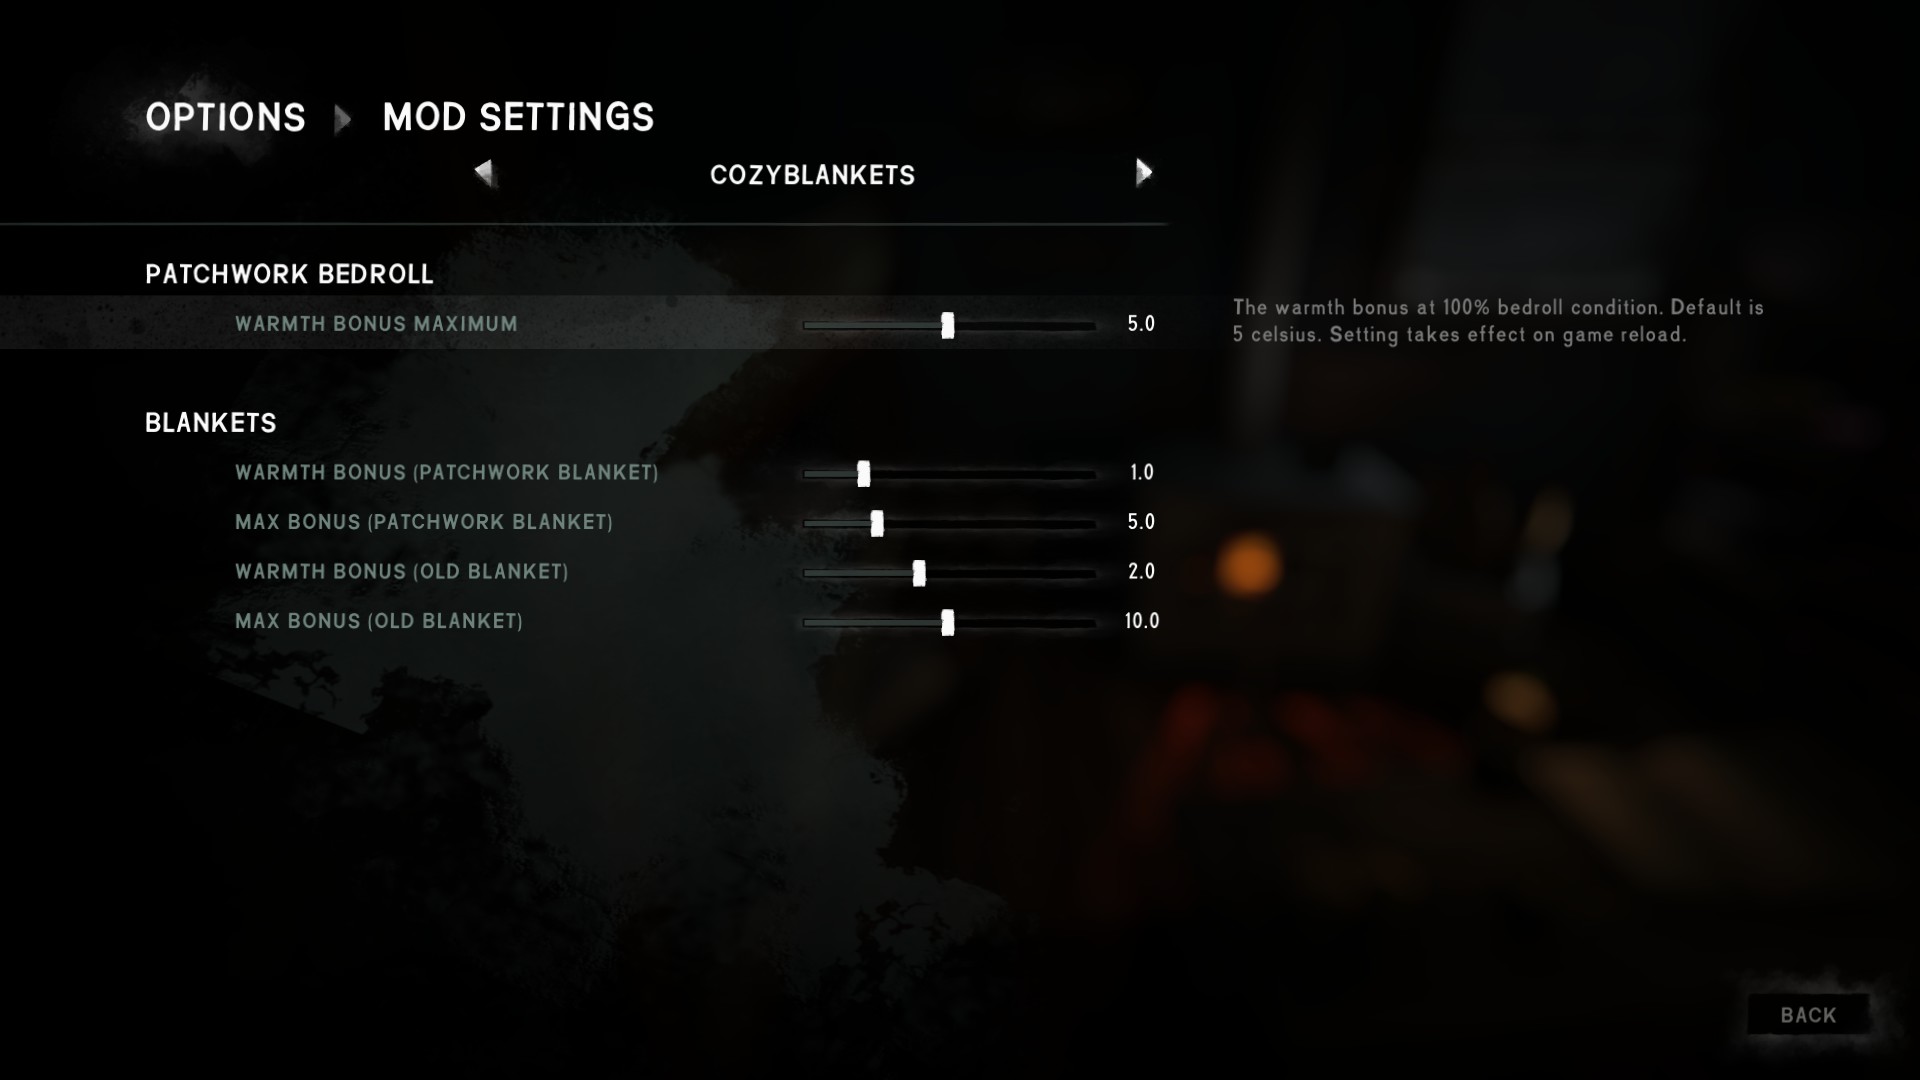 OPTIONS MOD SETTINGS
COZYBLANKETS
PATCHWORK BEDROLL
WARMTH BONUS MAXIMUM 5.0
The warmth bonus at 100% bedroll condition. Default is
5 celsius. Setting takes effect on game reload.
BLANKETS
WARMTH BONUS (PATCHWORK BLANKET) 1.0
MAX BONUS (PATCHWORK BLANKET) 5.0
WARMTH BONUS (OLD BLANKET) 2.0
MAX BONUS (OLD BLANKET) 10.0
BACK